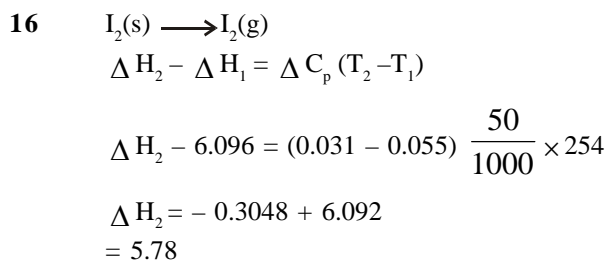 16 I₂(s) ⟶ I₂(g)
Δ H₂ – Δ H₁ = Δ Cₚ (T₂ –T₁)
Δ H₂ – 6.096 = (0.031 – 0.055) 50/1000 × 254
Δ H₂ = – 0.3048 + 6.092
= 5.78